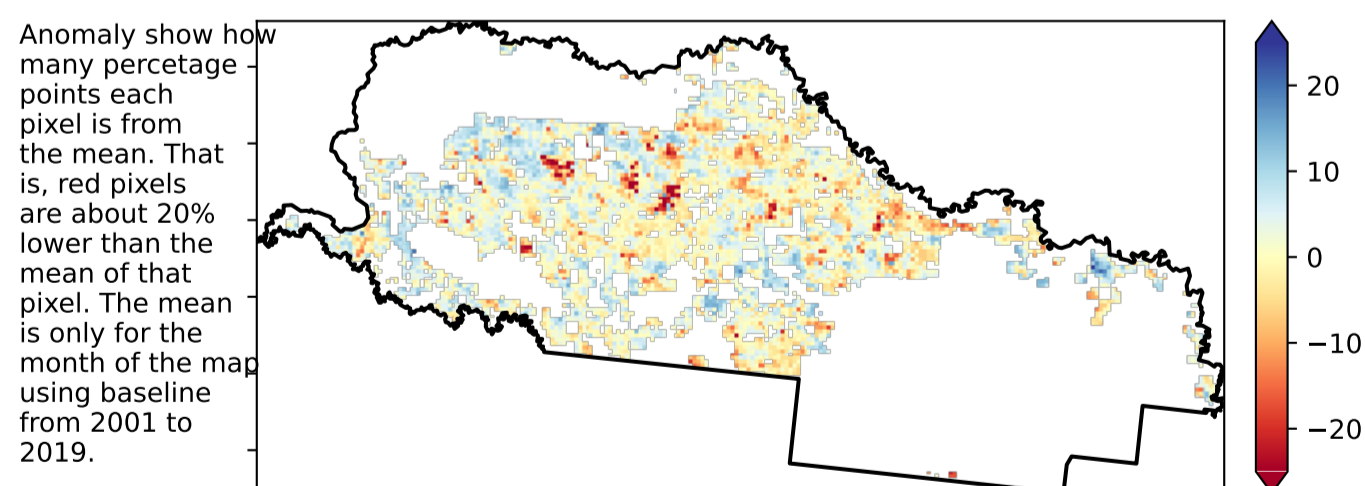 Anomaly show how
many percetage
points each
pixel is from
the mean. That
is, red pixels
are about 20%
lower than the
mean of that
pixel. The mean
is only for the
month of the map
using baseline
from 2001 to
2019.
20
10
0
−10
−20